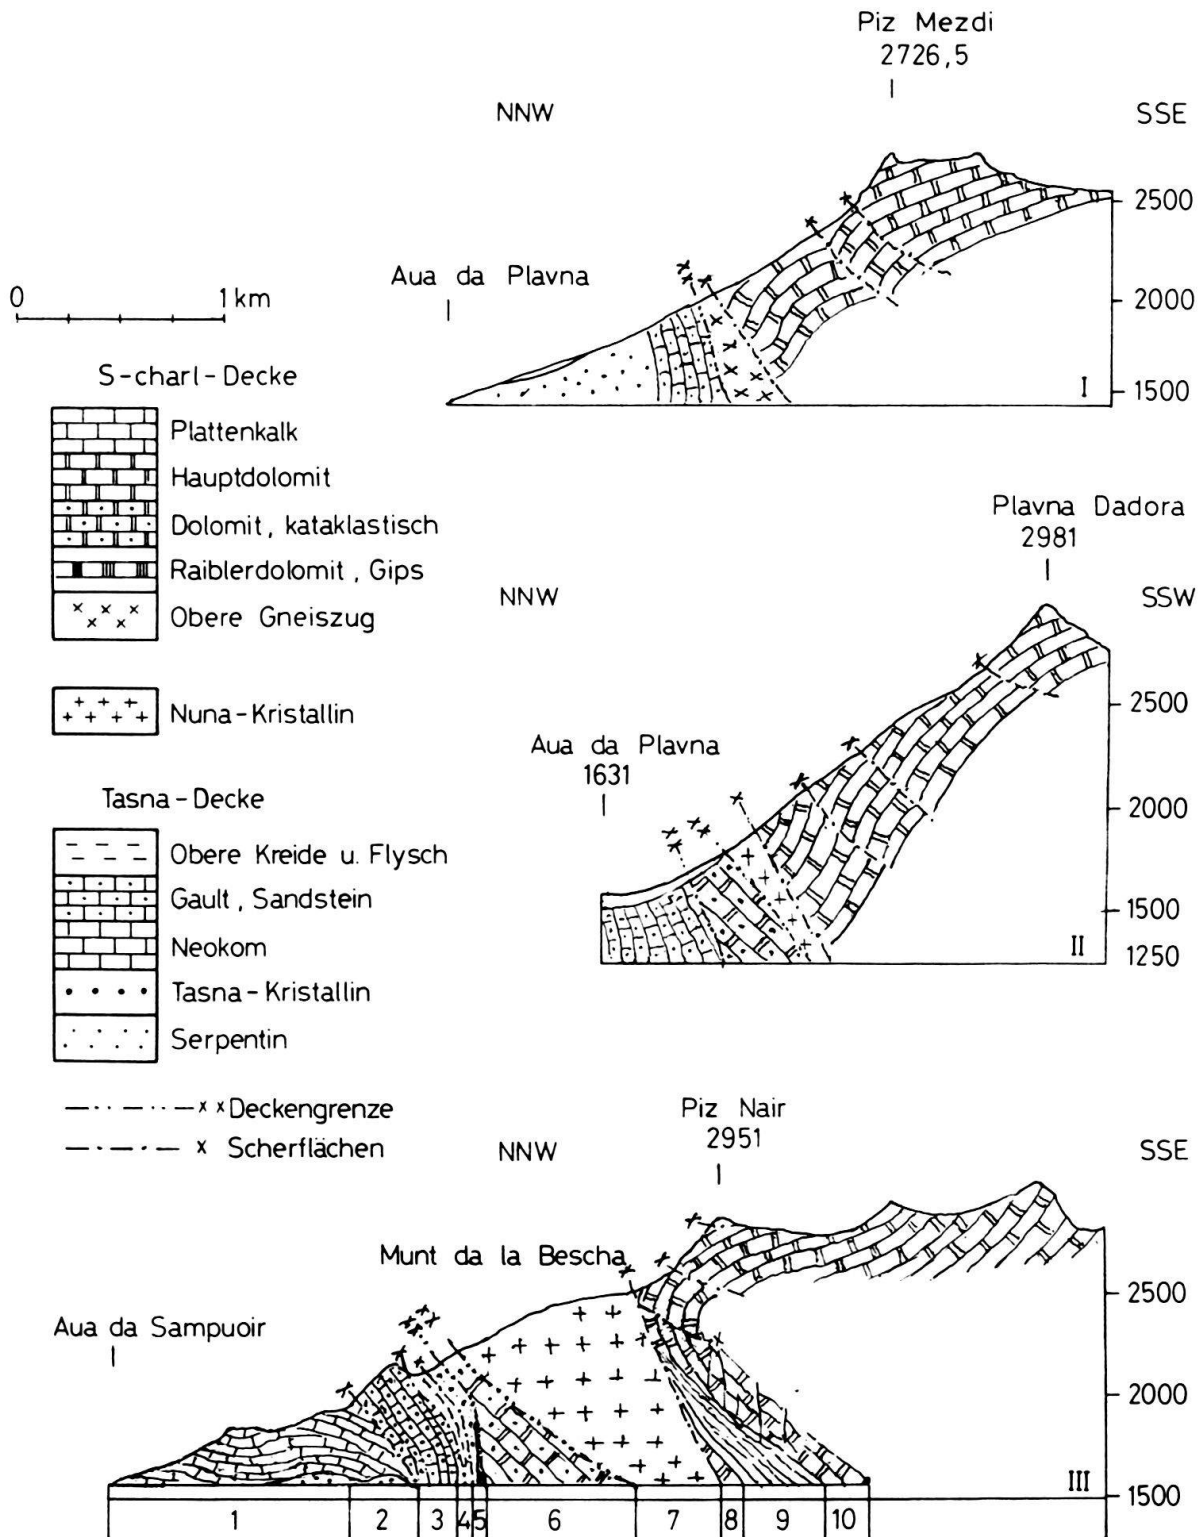 Piz Mezdi
2726,5
NNW
SSE
2500
2000
1500
Aua da Plavna
I
0 1 km
S-charl-Decke
Plattenkalk
Hauptdolomit
Dolomit, kataklastisch
Raiblerdolomit, Gips
Obere Gneiszug
Nuna-Kristallin
Tasna-Decke
Obere Kreide u. Flysch
Gault, Sandstein
Neokom
Tasna-Kristallin
Serpentin
x x Deckengrenze
x Scherflächen
Plavna Dadora
2981
NNW
SSW
2500
2000
1500
1250
Aua da Plavna
1631
II
Piz Nair
2951
NNW
SSE
Munt da la Bescha
Aua da Sampuoir
2500
2000
1500
III
1 2 3 4 5 6 7 8 9 10